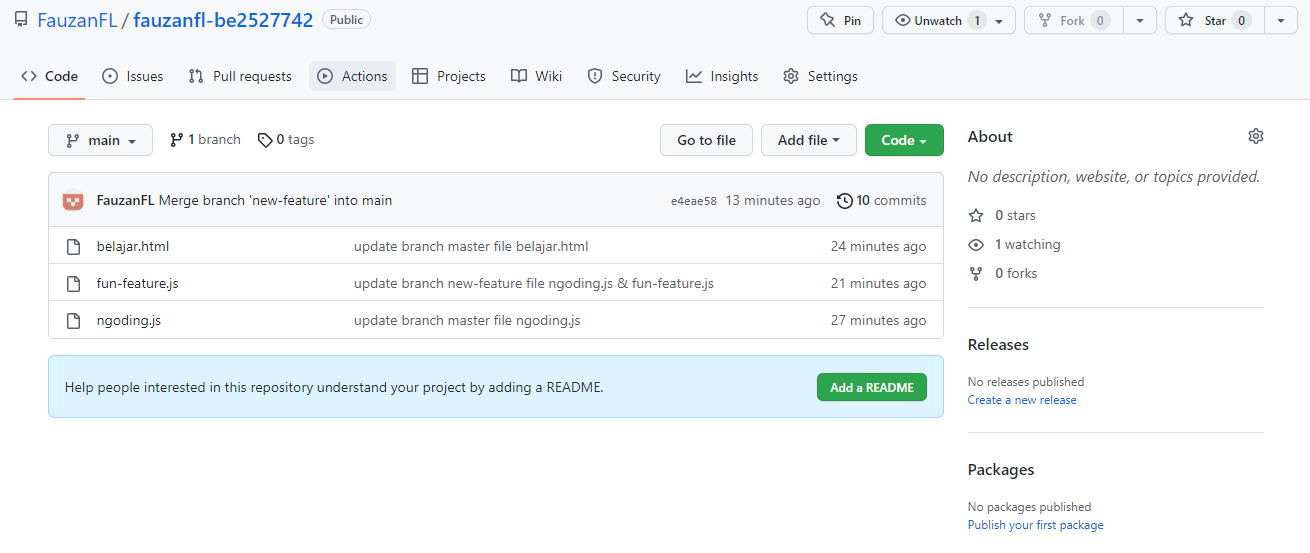 FauzanFL / fauzanfl-be2527742 Public
Pin
Unwatch 1
Fork 0
Star 0
Code Issues Pull requests Actions Projects Wiki Security Insights Settings
main 1 branch 0 tags
Go to file Add file Code
FauzanFL Merge branch 'new-feature' into main e4eae58 13 minutes ago 10 commits
belajar.html update branch master file belajar.html 24 minutes ago
fun-feature.js update branch new-feature file ngoding.js & fun-feature.js 21 minutes ago
ngoding.js update branch master file ngoding.js 27 minutes ago
Help people interested in this repository understand your project by adding a README. Add a README
About
No description, website, or topics provided.
0 stars
1 watching
0 forks
Releases
No releases published
Create a new release
Packages
No packages published
Publish your first package